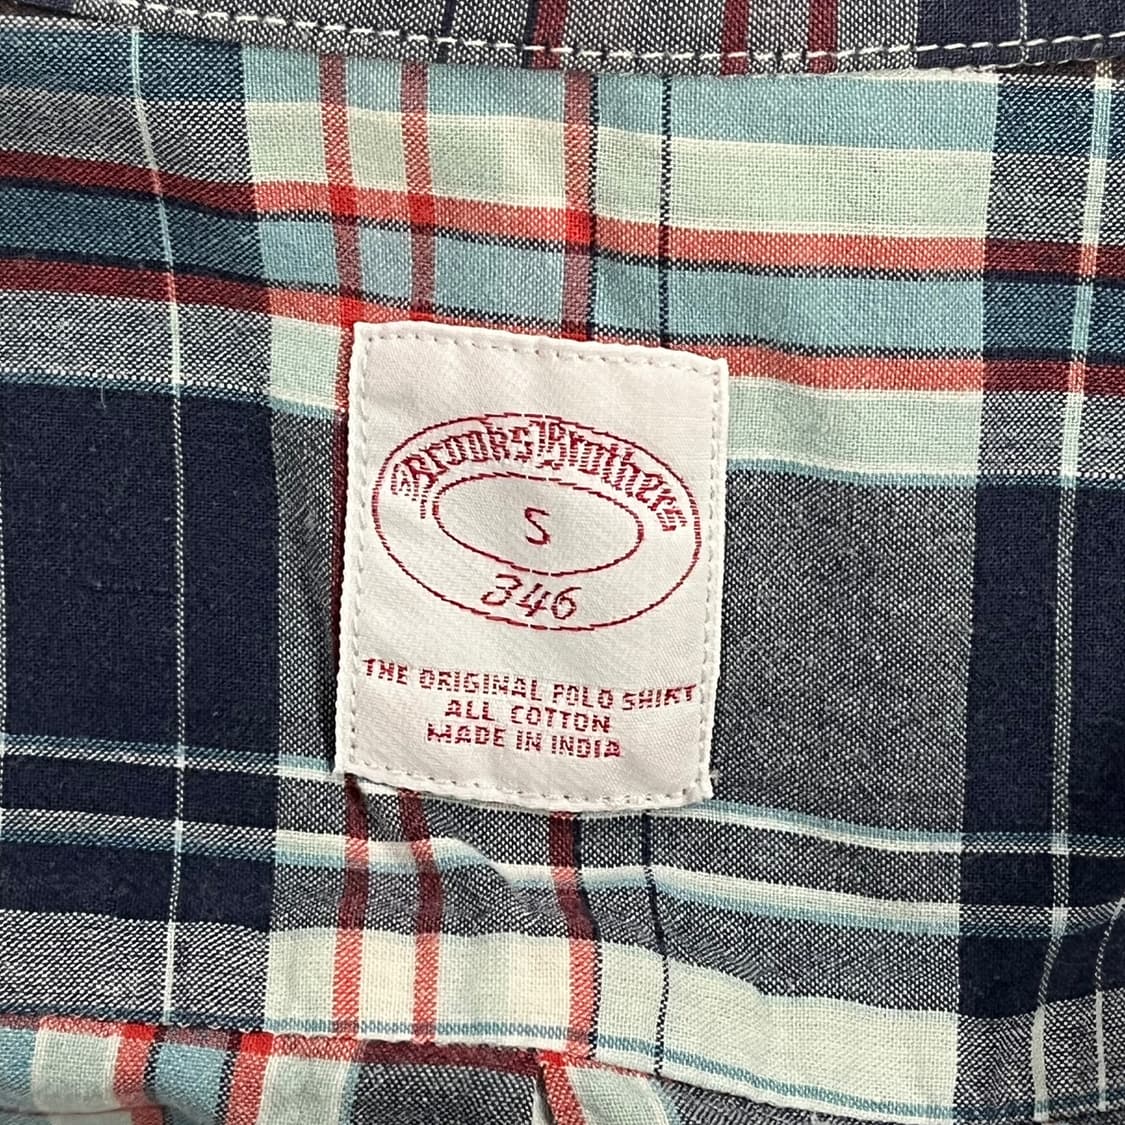 Brooks Brothers
S
346
THE ORIGINAL POLO SHIRT
ALL COTTON
MADE IN INDIA